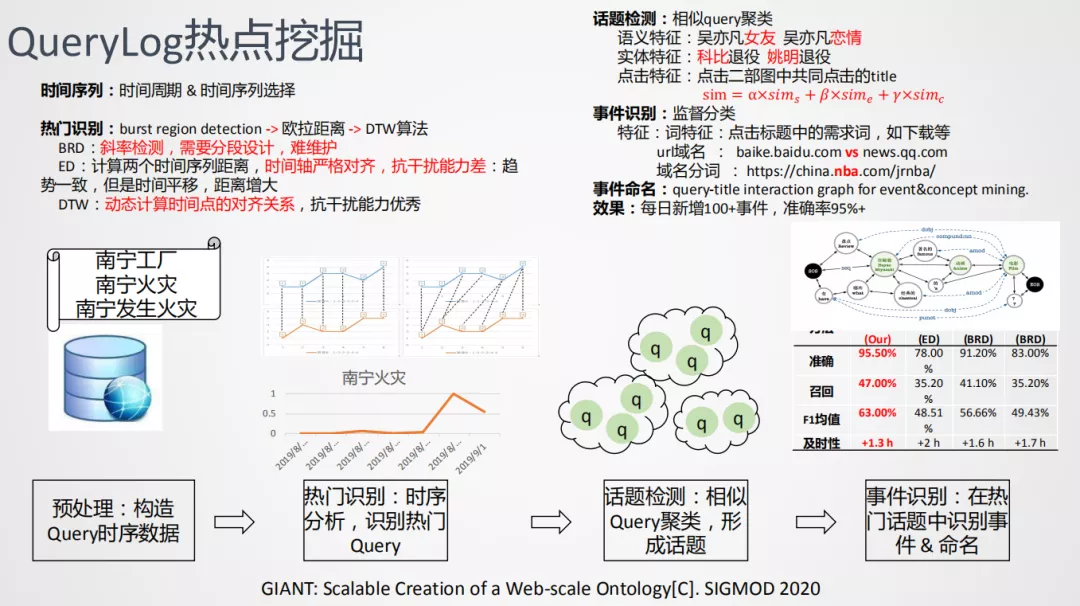 QueryLog热点挖掘
时间序列：时间周期 & 时间序列选择
热门识别：burst region detection -> 欧拉距离 -> DTW算法
BRD：斜率检测，需要分段设计，难维护
ED：计算两个时间序列距离，时间轴严格对齐，抗干扰能力差：趋
势一致，但是时间平移，距离增大
DTW：动态计算时间点的对齐关系，抗干扰能力优秀
话题检测：相似query聚类
语义特征：吴亦凡女友 吴亦凡恋情
实体特征：科比退役 姚明退役
点击特征：点击二部图中共同点击的title
sim = α×sim_s + β×sim_e + γ×sim_c
事件识别：监督分类
特征：词特征：点击标题中的需求词，如下载等
url域名 ： baike.baidu.com vs news.qq.com
域名分词 ：https://china.nba.com/jrnba/
事件命名：query-title interaction graph for event&concept mining.
效果：每日新增100+事件，准确率95%+
南宁工厂
南宁火灾
南宁发生火灾
南宁火灾
1
0.5
0
2019/8/...
2019/8/...
2019/8/...
2019/8/...
2019/8/...
2019/8/...
2019/9/1
q
q
q
q
q
q
q
q
dobj
compound:nn
amod
seq
SOS
EOS
what
famous
amod
dobj
punct
方法 (Our) (ED) (BRD) (BRD)
准确 95.50% 78.00% 91.20% 83.00%
召回 47.00% 35.20% 41.10% 35.20%
F1均值 63.00% 48.51% 56.66% 49.43%
及时性 +1.3 h +2 h +1.6 h +1.7 h
预处理：构造
Query时序数据
热门识别：时序
分析，识别热门
Query
话题检测：相似
Query聚类，形
成话题
事件识别：在热
门话题中识别事
件 & 命名
GIANT: Scalable Creation of a Web-scale Ontology[C]. SIGMOD 2020